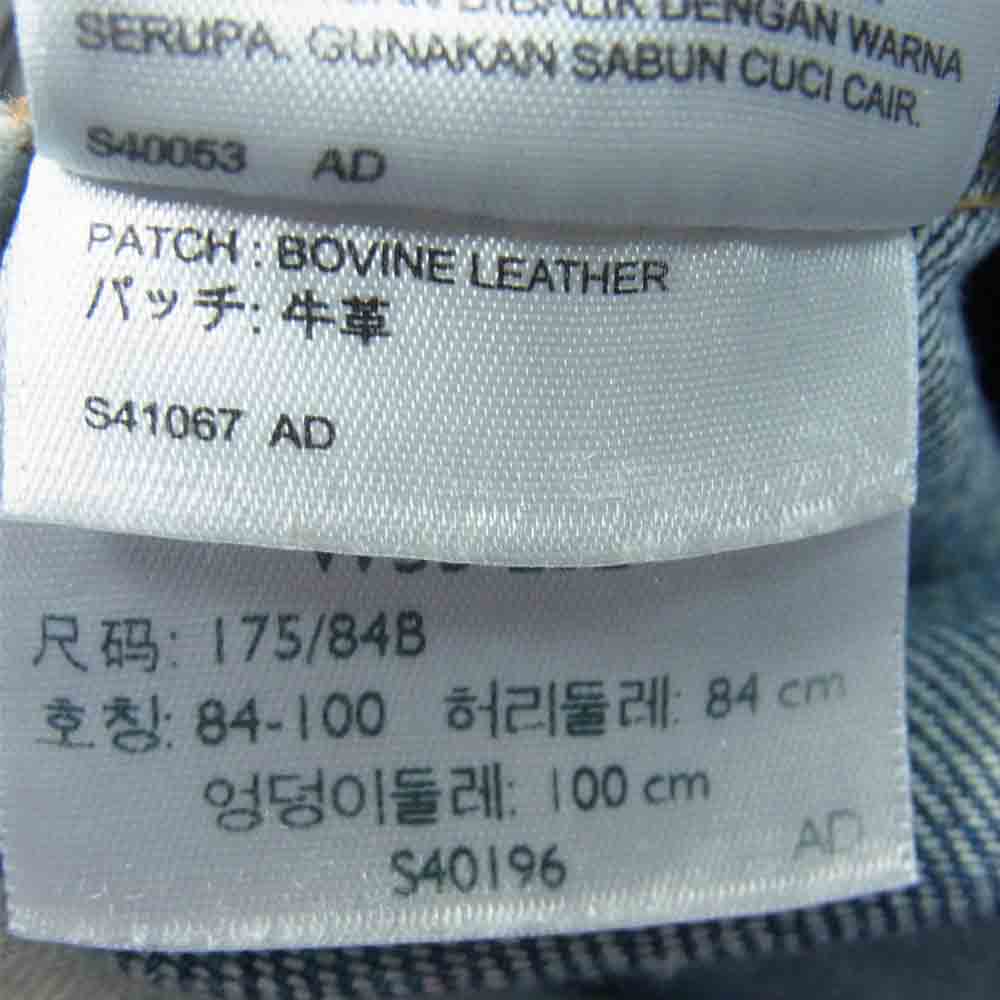 DENGAN WARNA
SERUPA. GUNAKAN SABUN CUCI CAIR.
S40053 AD
PATCH : BOVINE LEATHER
パッチ: 牛革
S41067 AD
尺码: 175/84B
호칭: 84-100 허리둘레: 84 cm
엉덩이둘레: 100 cm
AD
S40196